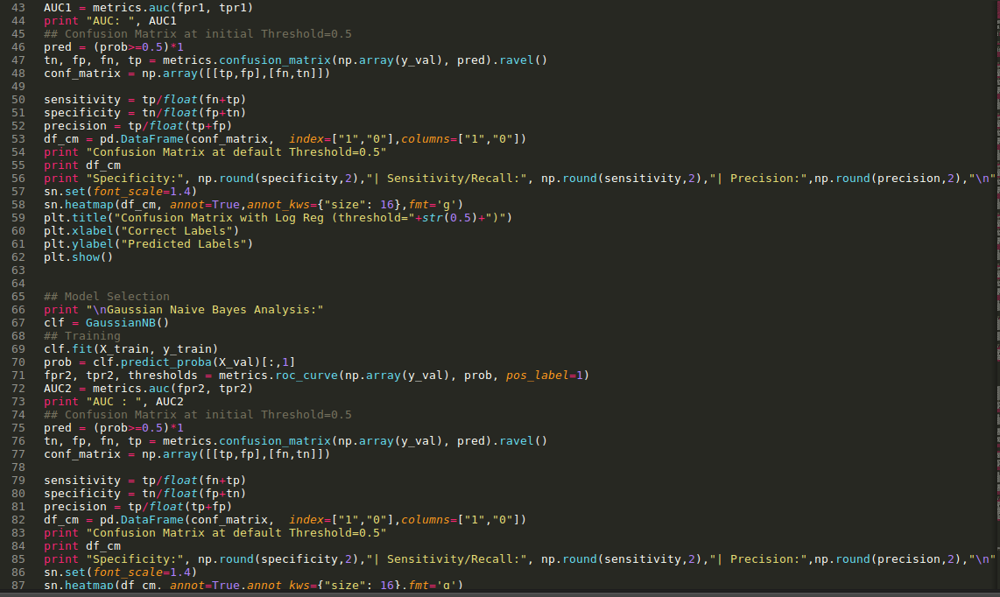 43 AUC1 = metrics.auc(fpr1, tpr1)
44 print "AUC: ", AUC1
45 ## Confusion Matrix at initial Threshold=0.5
46 pred = (prob>=0.5)*1
47 tn, fp, fn, tp = metrics.confusion_matrix(np.array(y_val), pred).ravel()
48 conf_matrix = np.array([[tp,fp],[fn,tn]])
49
50 sensitivity = tp/float(fn+tp)
51 specificity = tn/float(fp+tn)
52 precision = tp/float(tp+fp)
53 df_cm = pd.DataFrame(conf_matrix,  index=["1","0"],columns=["1","0"])
54 print "Confusion Matrix at default Threshold=0.5"
55 print df_cm
56 print "Specificity:", np.round(specificity,2),"| Sensitivity/Recall:", np.round(sensitivity,2),"| Precision:",np.round(precision,2),"\n"
57 sn.set(font_scale=1.4)
58 sn.heatmap(df_cm, annot=True,annot_kws={"size": 16},fmt='g')
59 plt.title("Confusion Matrix with Log Reg (threshold="+str(0.5)+")")
60 plt.xlabel("Correct Labels")
61 plt.ylabel("Predicted Labels")
62 plt.show()
63
64
65 ## Model Selection
66 print "\nGaussian Naive Bayes Analysis:"
67 clf = GaussianNB()
68 ## Training
69 clf.fit(X_train, y_train)
70 prob = clf.predict_proba(X_val)[:,1]
71 fpr2, tpr2, thresholds = metrics.roc_curve(np.array(y_val), prob, pos_label=1)
72 AUC2 = metrics.auc(fpr2, tpr2)
73 print "AUC : ", AUC2
74 ## Confusion Matrix at initial Threshold=0.5
75 pred = (prob>=0.5)*1
76 tn, fp, fn, tp = metrics.confusion_matrix(np.array(y_val), pred).ravel()
77 conf_matrix = np.array([[tp,fp],[fn,tn]])
78
79 sensitivity = tp/float(fn+tp)
80 specificity = tn/float(fp+tn)
81 precision = tp/float(tp+fp)
82 df_cm = pd.DataFrame(conf_matrix,  index=["1","0"],columns=["1","0"])
83 print "Confusion Matrix at default Threshold=0.5"
84 print df_cm
85 print "Specificity:", np.round(specificity,2),"| Sensitivity/Recall:", np.round(sensitivity,2),"| Precision:",np.round(precision,2),"\n"
86 sn.set(font_scale=1.4)
87 sn.heatmap(df_cm, annot=True,annot_kws={"size": 16},fmt='g')